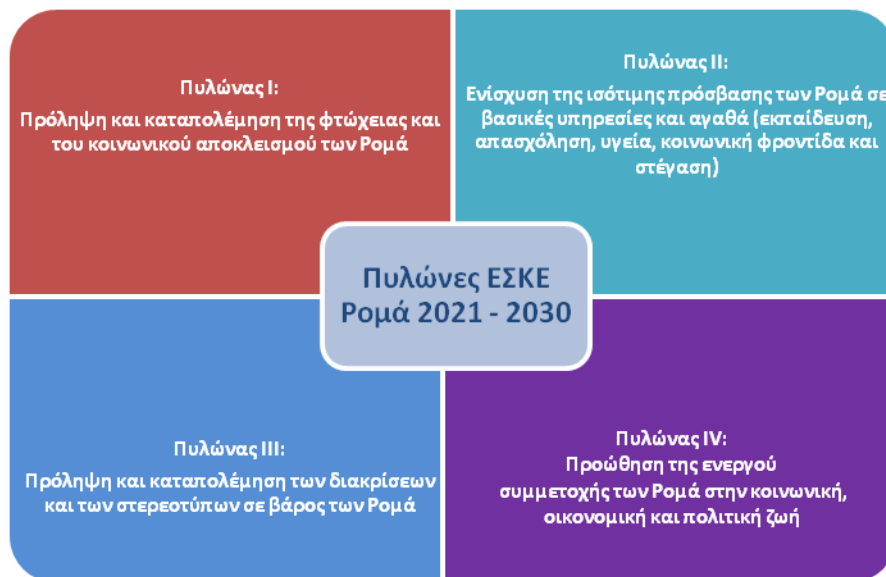 Πυλώνας Ι:
Πρόληψη και καταπολέμηση της φτώχειας και
του κοινωνικού αποκλεισμού των Ρομά
Πυλώνας ΙΙ:
Ενίσχυση της ισότιμης πρόσβασης των Ρομά σε
βασικές υπηρεσίες και αγαθά (εκπαίδευση,
απασχόληση, υγεία, κοινωνική φροντίδα και
στέγαση)
Πυλώνες ΕΣΚΕ
Ρομά 2021 - 2030
Πυλώνας ΙΙΙ:
Πρόληψη και καταπολέμηση των διακρίσεων
και των στερεοτύπων σε βάρος των Ρομά
Πυλώνας IV:
Προώθηση της ενεργού
συμμετοχής των Ρομά στην κοινωνική,
οικονομική και πολιτική ζωή